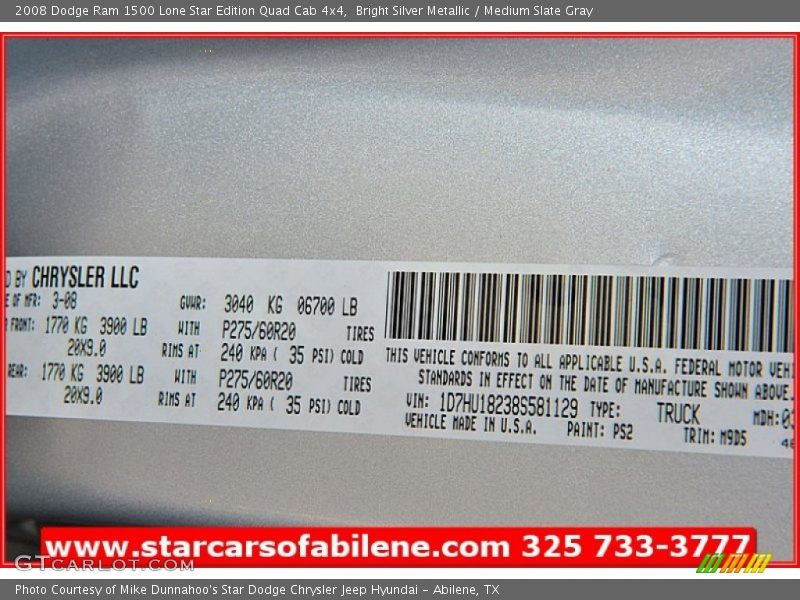 2008 Dodge Ram 1500 Lone Star Edition Quad Cab 4x4,  Bright Silver Metallic / Medium Slate Gray
D BY CHRYSLER LLC
E OF MFR: 3-08 GVWR: 3040 KG 06700 LB
FRONT: 1770 KG 3900 LB WITH P275/60R20 TIRES
20X9.0 RIMS AT 240 KPA ( 35 PSI) COLD
REAR: 1770 KG 3900 LB WITH P275/60R20 TIRES
20X9.0 RIMS AT 240 KPA ( 35 PSI) COLD
THIS VEHICLE CONFORMS TO ALL APPLICABLE U.S.A. FEDERAL MOTOR VEHI
STANDARDS IN EFFECT ON THE DATE OF MANUFACTURE SHOWN ABOVE.
VIN: 1D7HU18238S581129 TYPE: TRUCK MDH: 03
VEHICLE MADE IN U.S.A. PAINT: PS2 TRIM: M9D5
www.starcarsofabilene.com 325 733-3777
GTCarLot.com
Photo Courtesy of Mike Dunnahoo's Star Dodge Chrysler Jeep Hyundai – Abilene, TX